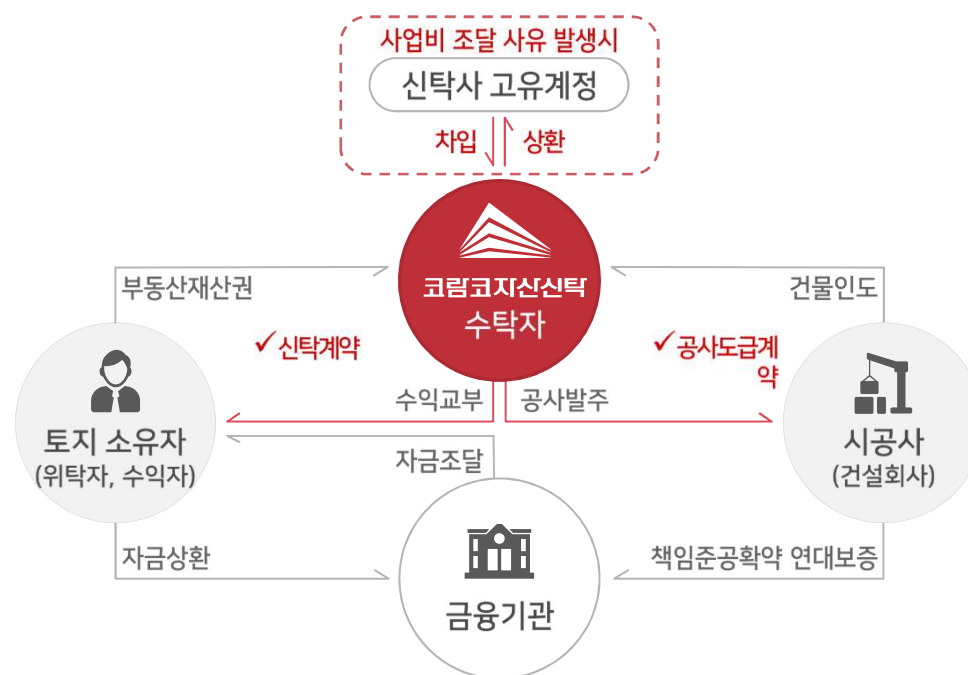 사업비 조달 사유 발생시
신탁사 고유계정
차입
상환
코람코자산신탁
수탁자
부동산재산권
건물인도
✓신탁계약
✓공사도급계
약
수익교부
공사발주
토지 소유자
(위탁자, 수익자)
시공사
(건설회사)
자금조달
자금상환
책임준공확약 연대보증
금융기관